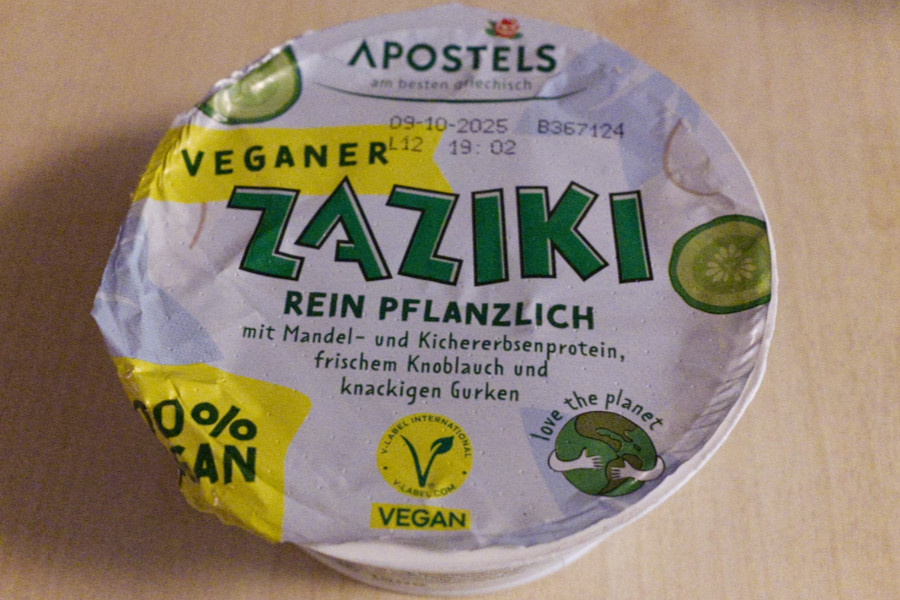 APOSTELS
am besten griechisch
09-10-2025 B367124
L12 19:02
VEGANER
ZAZIKI
REIN PFLANZLICH
mit Mandel- und Kichererbsenprotein,
frischem Knoblauch und
knackigen Gurken
love the planet
V-LABEL INTERNATIONAL
V-LABEL.COM
VEGAN